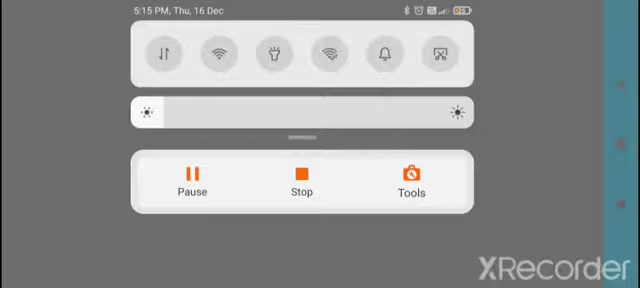 5:15 PM, Thu, 16 Dec
Pause
Stop
Tools
XRecorder